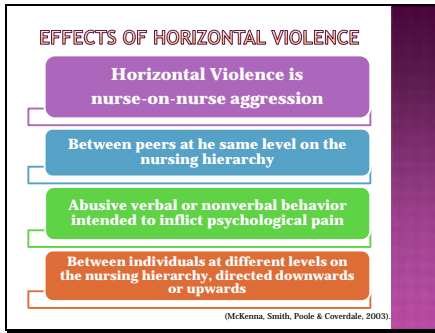 EFFECTS OF HORIZONTAL VIOLENCE
Horizontal Violence is
nurse-on-nurse aggression
Between peers at he same level on the
nursing hierarchy
Abusive verbal or nonverbal behavior
intended to inflict psychological pain
Between individuals at different levels on
the nursing hierarchy, directed downwards
or upwards
(McKenna, Smith, Poole & Coverdale, 2003).